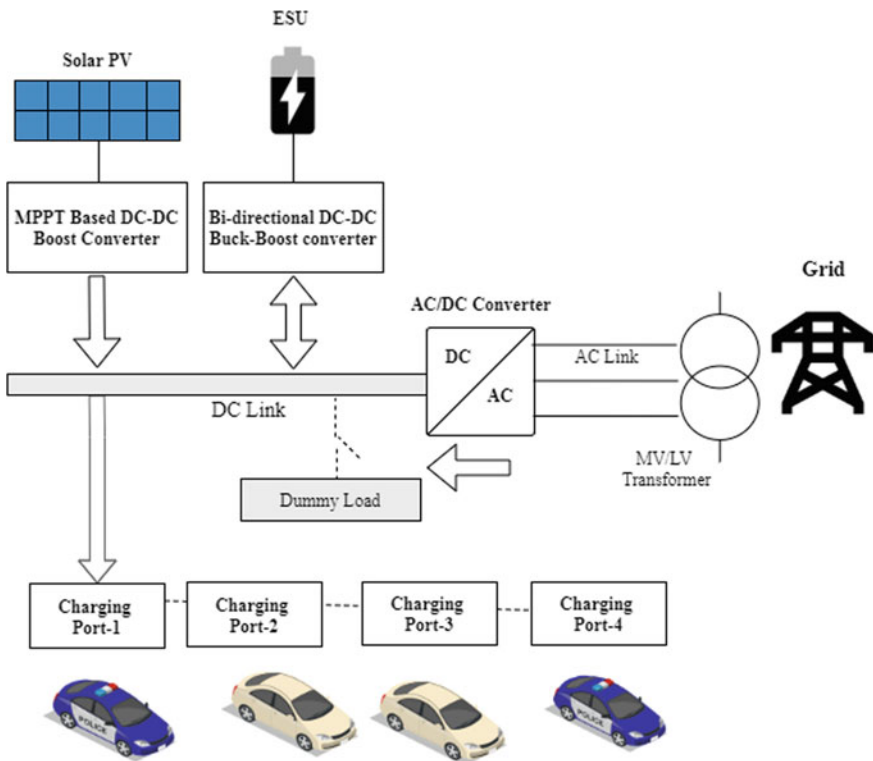 ESU
Solar PV
MPPT Based DC-DC
Boost Converter
Bi-directional DC-DC
Buck-Boost converter
Grid
AC/DC Converter
DC
AC
AC Link
DC Link
MV/LV
Transformer
Dummy Load
Charging
Port-1
Charging
Port-2
Charging
Port-3
Charging
Port-4
POLICE
POLICE